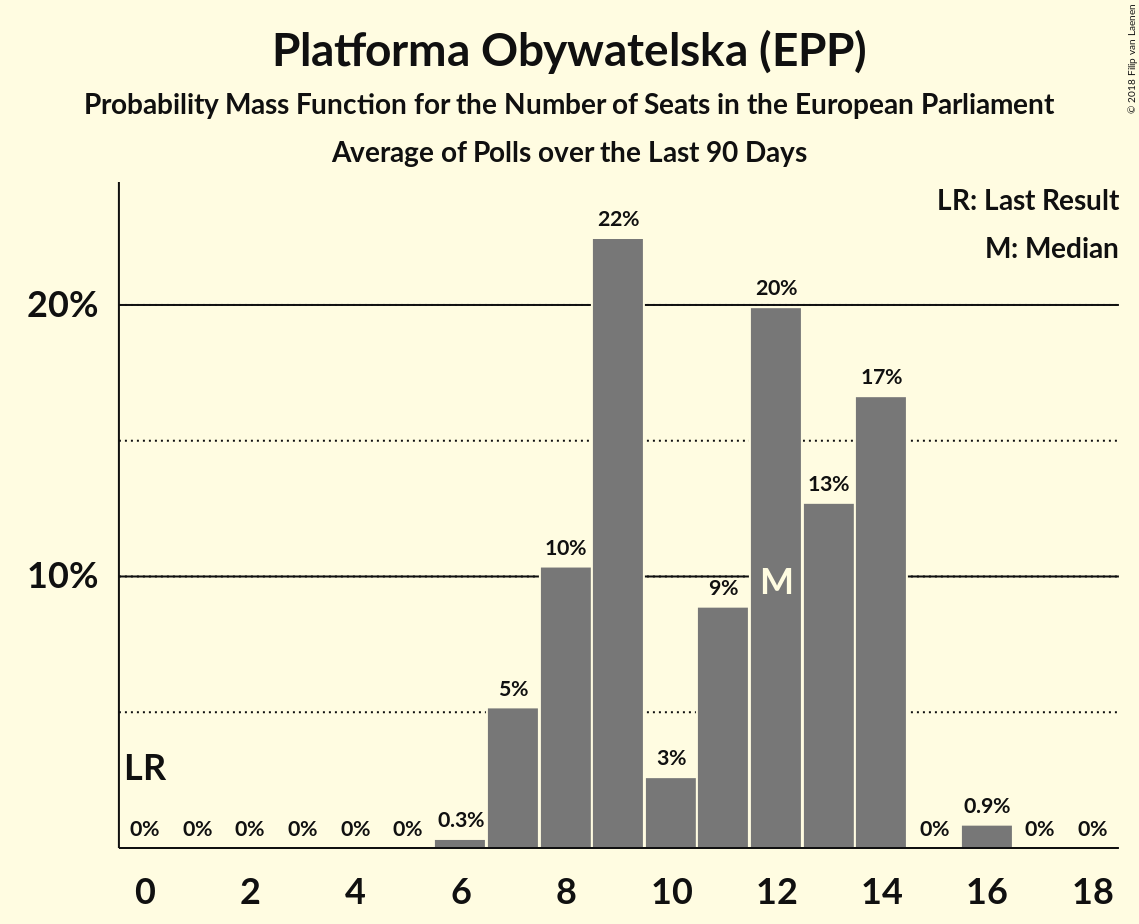 Platforma Obywatelska (EPP)
Probability Mass Function for the Number of Seats in the European Parliament
Average of Polls over the Last 90 Days
© 2018 Filip van Laenen
LR: Last Result
M: Median
22%
20%
20%
17%
13%
10%
10%
9%
M
5%
3%
LR
0% 0% 0% 0% 0% 0% 0.3% 0% 0.9% 0% 0%
0 2 4 6 8 10 12 14 16 18